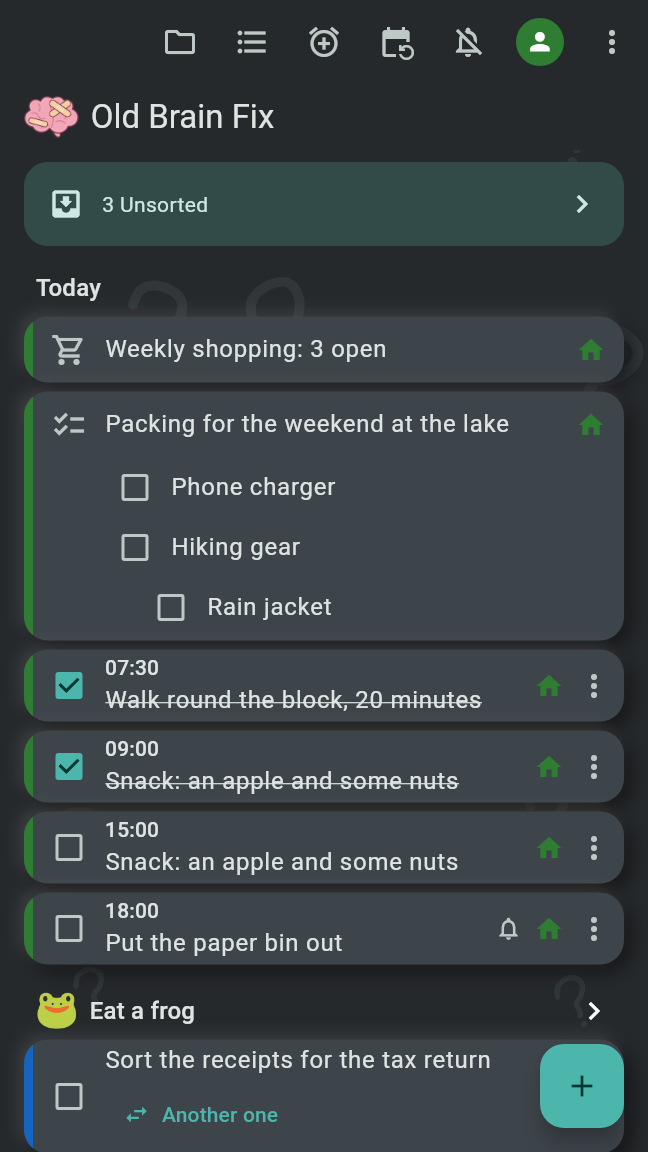 Old Brain Fix
3 Unsorted
Today
Weekly shopping: 3 open
Packing for the weekend at the lake
Phone charger
Hiking gear
Rain jacket
07:30
Walk round the block, 20 minutes
09:00
Snack: an apple and some nuts
15:00
Snack: an apple and some nuts
18:00
Put the paper bin out
Eat a frog
Sort the receipts for the tax return
Another one